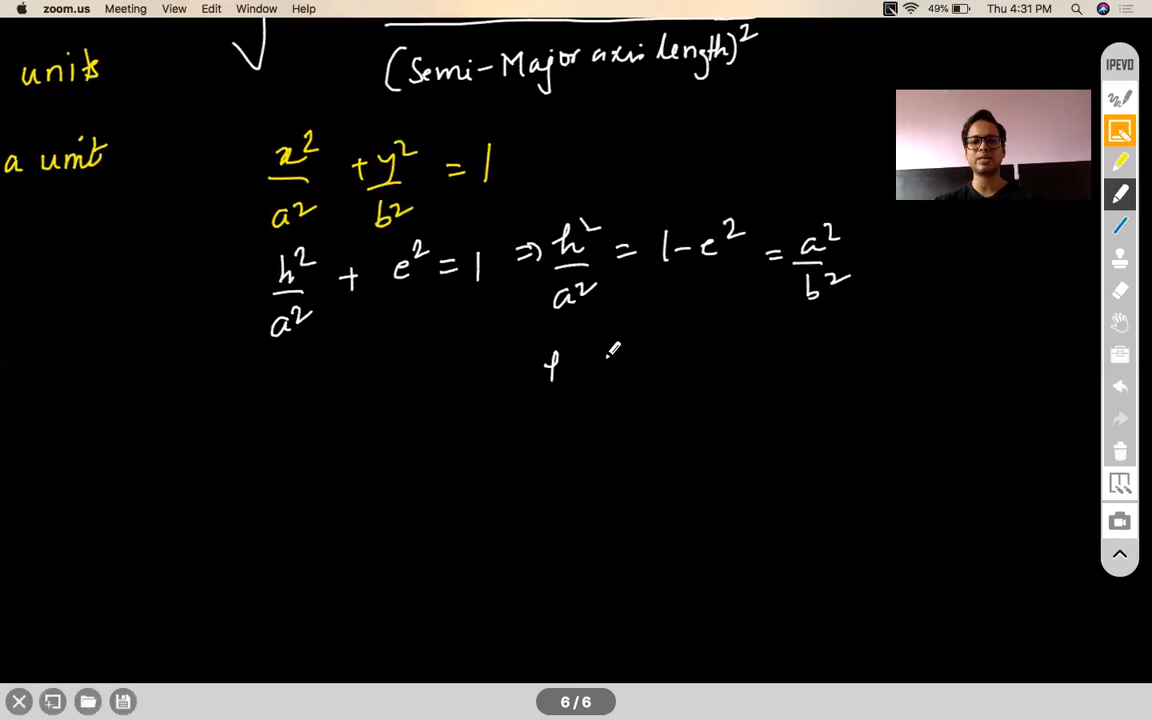 zoom.us Meeting View Edit Window Help 49% Thu 4:31 PM
(Semi-Major axis length)²
units
IPEVO
a unit
x²/a² + y²/b² = 1
h²/a² + e² = 1 ⇒ h²/a² = 1 - e² = a²/b²
6/6